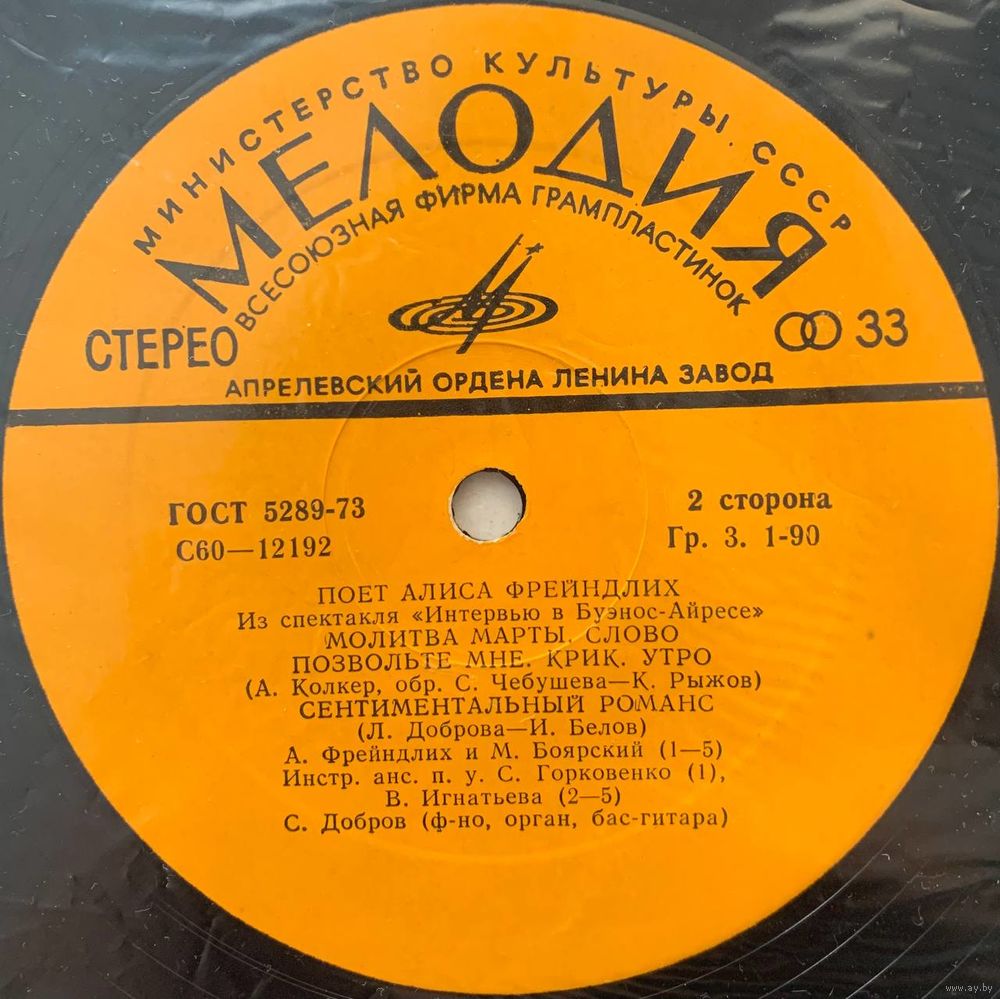 МИНИСТЕРСТВО КУЛЬТУРЫ СССР
МЕЛОДИЯ
ВСЕСОЮЗНАЯ ФИРМА ГРАМПЛАСТИНОК
СТЕРЕО
33
АПРЕЛЕВСКИЙ ОРДЕНА ЛЕНИНА ЗАВОД
ГОСТ 5289-73
2 сторона
С60—12192
Гр. 3. 1-90
ПОЕТ АЛИСА ФРЕЙНДЛИХ
Из спектакля «Интервью в Буэнос-Айресе»
МОЛИТВА МАРТЫ. СЛОВО
ПОЗВОЛЬТЕ МНЕ. КРИК. УТРО
(А. Колкер, обр. С. Чебушева—К. Рыжов)
СЕНТИМЕНТАЛЬНЫЙ РОМАНС
(Л. Доброва—И. Белов)
А. Фрейндлих и М. Боярский (1—5)
Инстр. анс. п. у. С. Горковенко (1),
В. Игнатьева (2—5)
С. Добров (ф-но, орган, бас-гитара)
www.ay.by